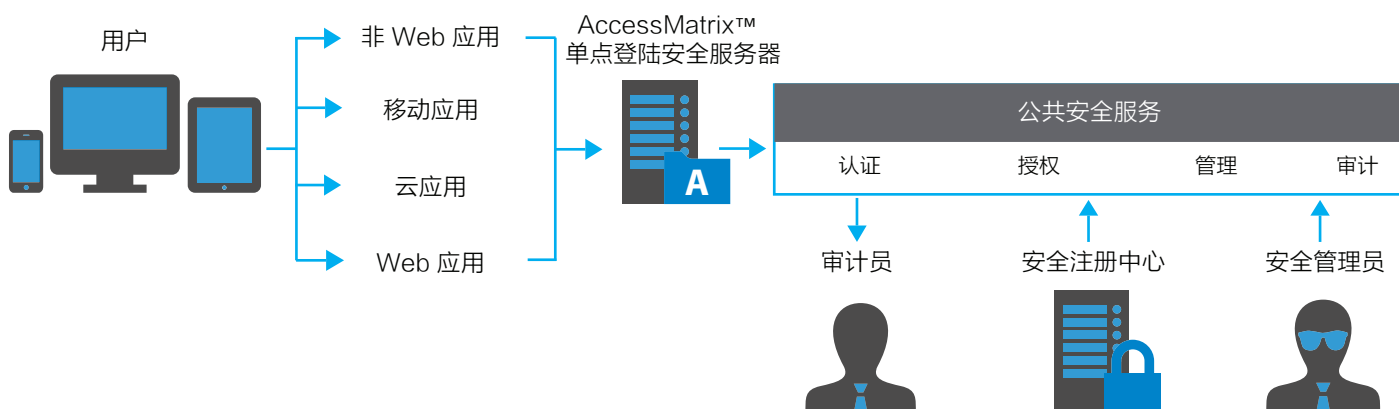 用户
非 Web 应用
移动应用
云应用
Web 应用
AccessMatrix™
单点登陆安全服务器
A
公共安全服务
认证 授权 管理 审计
审计员
安全注册中心
安全管理员